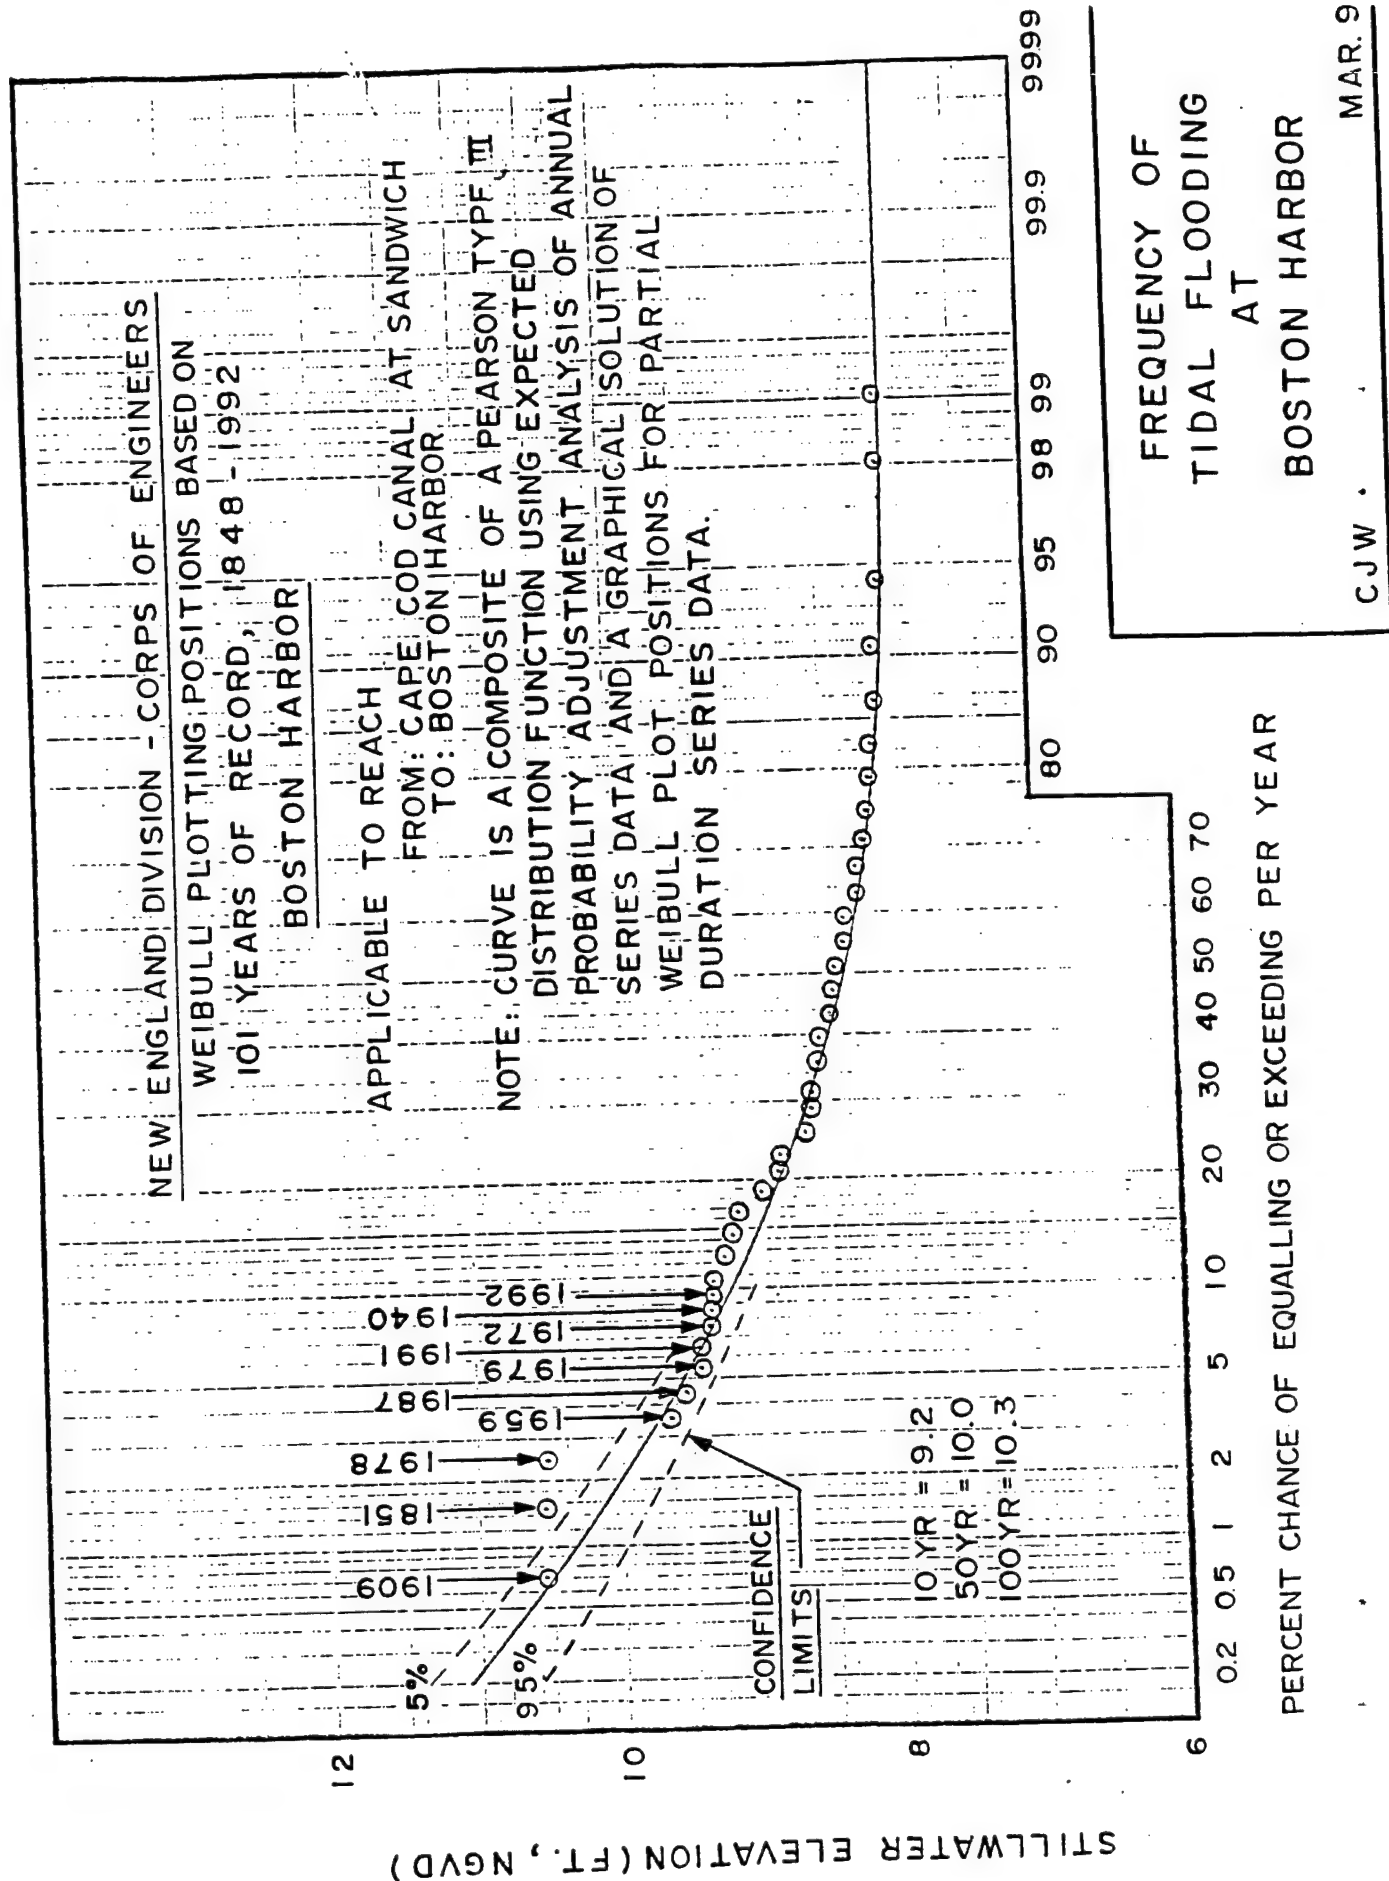 NEW ENGLAND DIVISION - CORPS OF ENGINEERS
WEIBULL PLOTTING POSITIONS BASED ON
101 YEARS OF RECORD, 1848-1992
BOSTON HARBOR
APPLICABLE TO REACH
FROM: CAPE COD CANAL AT SANDWICH
TO: BOSTON HARBOR
NOTE: CURVE IS A COMPOSITE OF A PEARSON TYPE III
DISTRIBUTION FUNCTION USING EXPECTED
PROBABILITY ADJUSTMENT ANALYSIS OF ANNUAL
SERIES DATA AND A GRAPHICAL SOLUTION OF
WEIBULL PLOT POSITIONS FOR PARTIAL
DURATION SERIES DATA.
1909
1851
1978
1959
1987
1979
1991
1972
1940
1992
5%
95%
CONFIDENCE
LIMITS
10 YR = 9.2
50 YR = 10.0
100 YR = 10.3
STILLWATER ELEVATION (FT., NGVD)
12
10
8
6
0.2 0.5 1 2 5 10 20 30 40 50 60 70 80 90 95 98 99 99.9 99.99
PERCENT CHANCE OF EQUALLING OR EXCEEDING PER YEAR
FREQUENCY OF
TIDAL FLOODING
AT
BOSTON HARBOR
CJW. MAR. 9